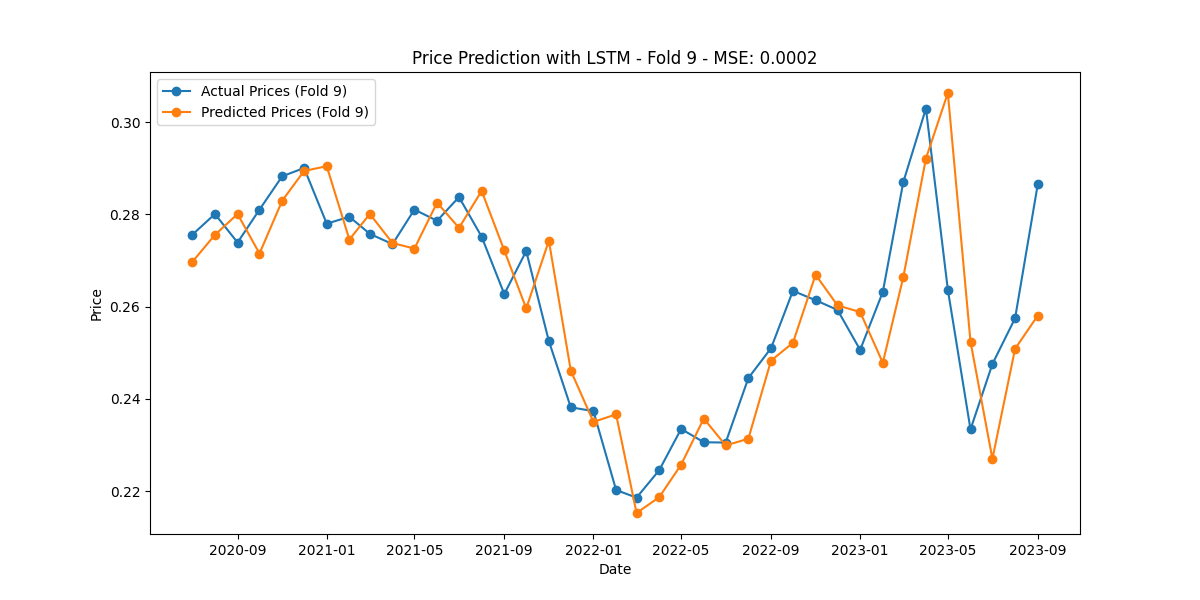 Price Prediction with LSTM - Fold 9 - MSE: 0.0002
Actual Prices (Fold 9)
Predicted Prices (Fold 9)
0.30
0.28
0.26
0.24
0.22
Price
2020-09 2021-01 2021-05 2021-09 2022-01 2022-05 2022-09 2023-01 2023-05 2023-09
Date